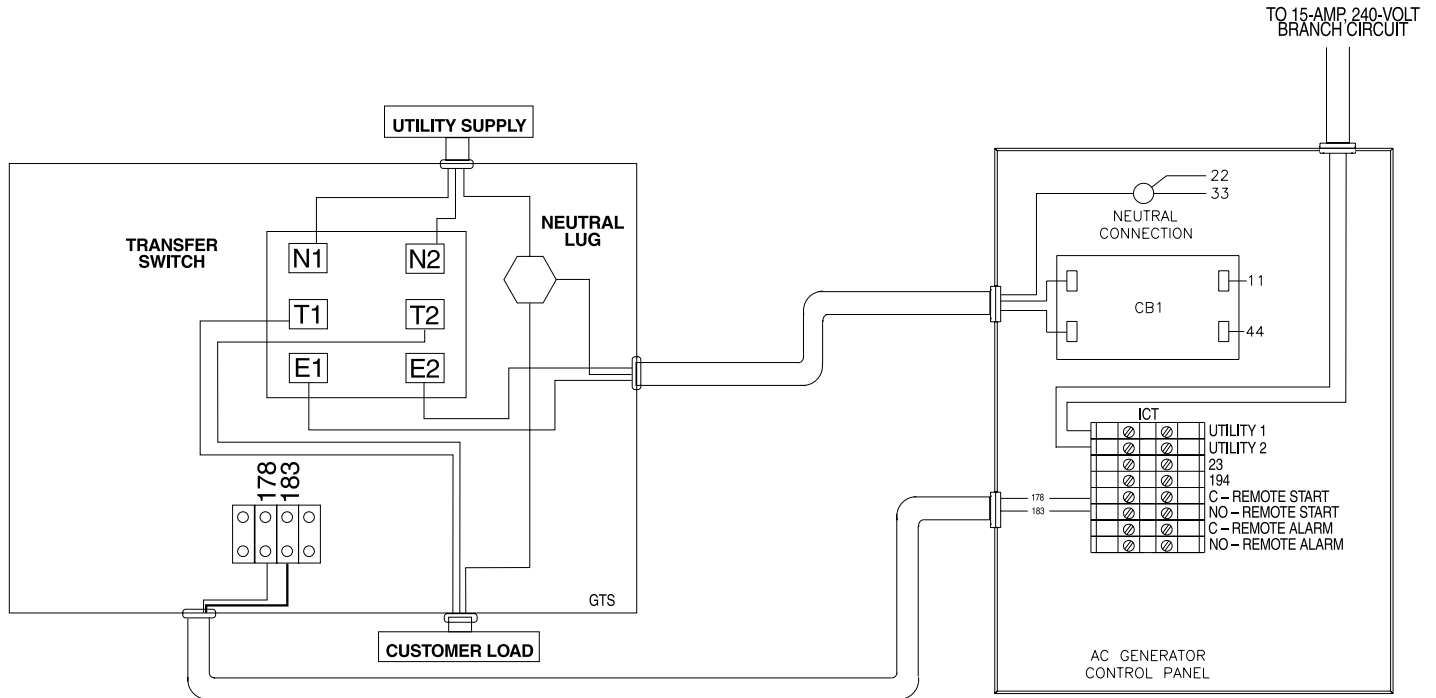 TO 15-AMP, 240-VOLT
BRANCH CIRCUIT
UTILITY SUPPLY
TRANSFER
SWITCH
NEUTRAL
LUG
N1
N2
T1
T2
E1
E2
178
183
GTS
CUSTOMER LOAD
22
33
NEUTRAL
CONNECTION
CB1
11
44
ICT
UTILITY 1
UTILITY 2
23
194
C – REMOTE START
NO – REMOTE START
C – REMOTE ALARM
NO – REMOTE ALARM
178
183
AC GENERATOR
CONTROL PANEL